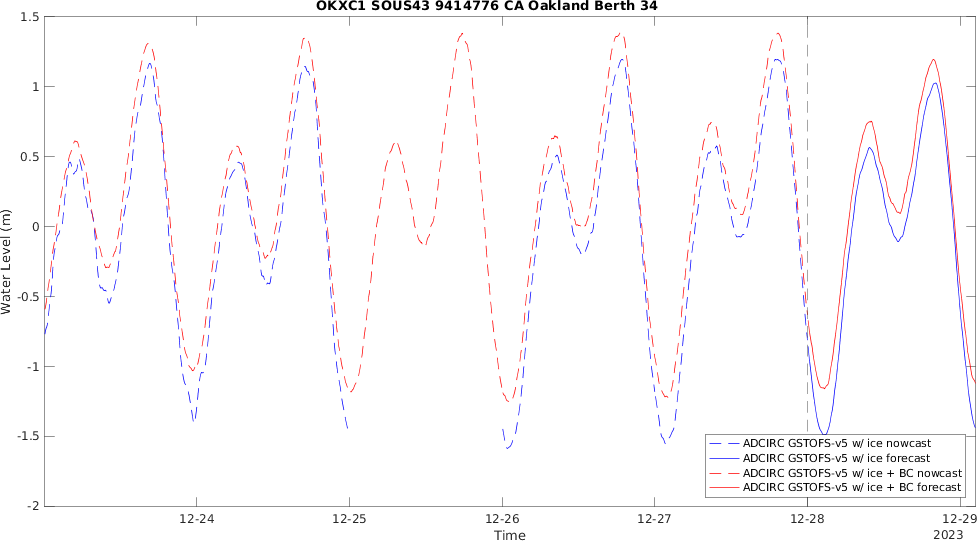 OKXC1 SOUS43 9414776 CA Oakland Berth 34
1.5
1
0.5
0
-0.5
-1
-1.5
-2
Water Level (m)
12-24
12-25
12-26
12-27
12-28
12-29
Time
2023
ADCIRC GSTOFS-v5 w/ ice nowcast
ADCIRC GSTOFS-v5 w/ ice forecast
ADCIRC GSTOFS-v5 w/ ice + BC nowcast
ADCIRC GSTOFS-v5 w/ ice + BC forecast